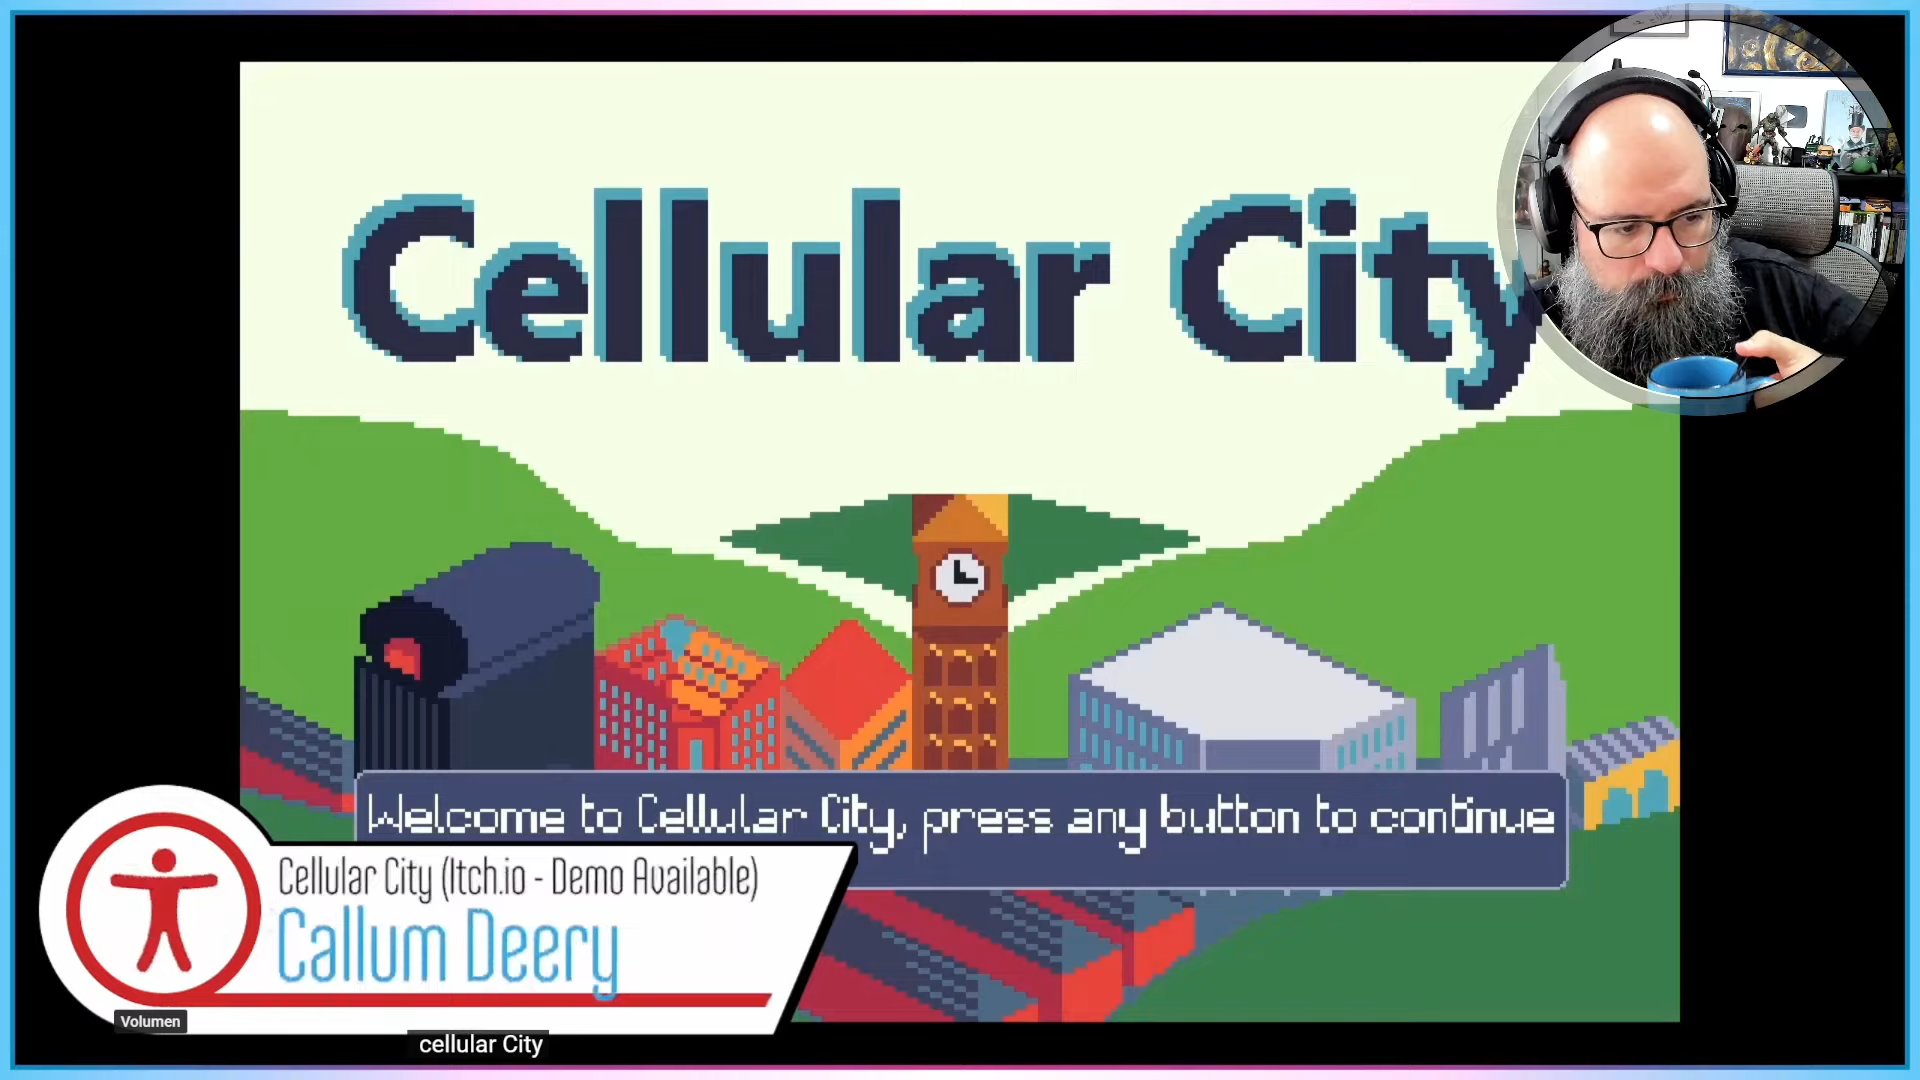 Cellular City
Welcome to Cellular City, press any button to continue
Cellular City (Itch.io - Demo Available)
Callum Deery
Volumen
cellular City